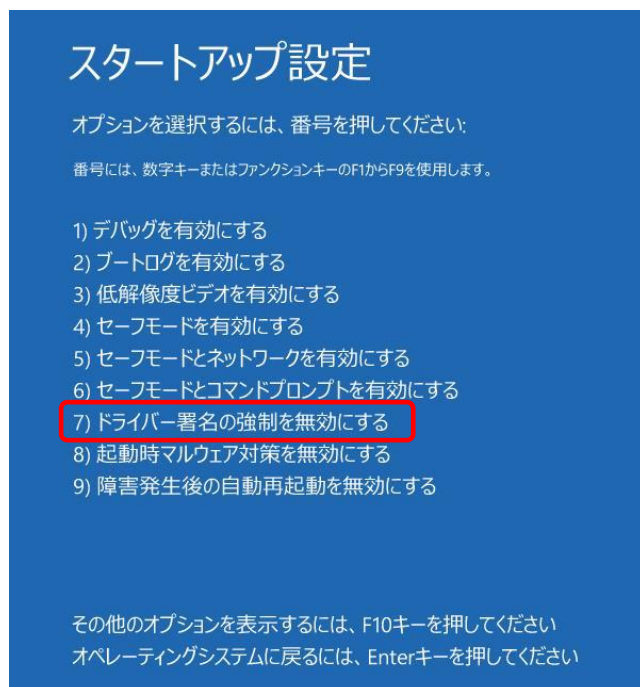 スタートアップ設定
オプションを選択するには、番号を押してください:
番号には、数字キーまたはファンクションキーのF1からF9を使用します。
1) デバッグを有効にする
2) ブートログを有効にする
3) 低解像度ビデオを有効にする
4) セーフモードを有効にする
5) セーフモードとネットワークを有効にする
6) セーフモードとコマンドプロンプトを有効にする
7) ドライバー署名の強制を無効にする
8) 起動時マルウェア対策を無効にする
9) 障害発生後の自動再起動を無効にする
その他のオプションを表示するには、F10キーを押してください
オペレーティングシステムに戻るには、Enterキーを押してください